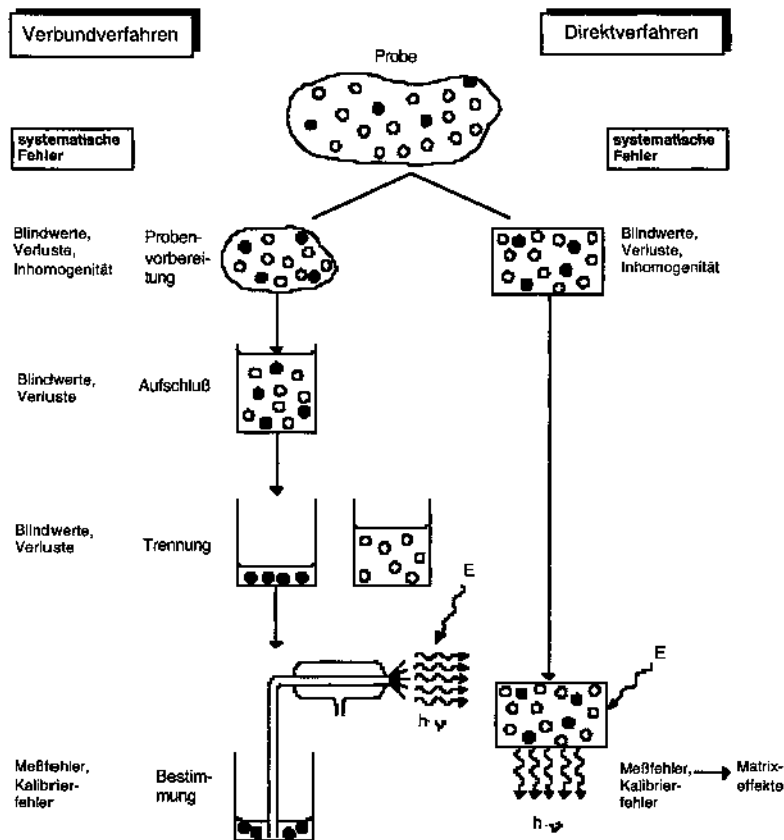 Verbundverfahren
Direktverfahren
Probe
systematische
Fehler
systematische
Fehler
Blindwerte,
Verluste,
Inhomogenität
Proben-
vorberei-
tung
Blindwerte,
Verluste,
Inhomogenität
Blindwerte,
Verluste
Aufschluß
Blindwerte,
Verluste
Trennung
E
E
h·ν
Meßfehler,
Kalibrier-
fehler
Bestim-
mung
Meßfehler,
Kalibrier-
fehler
Matrix-
effekte
h·ν